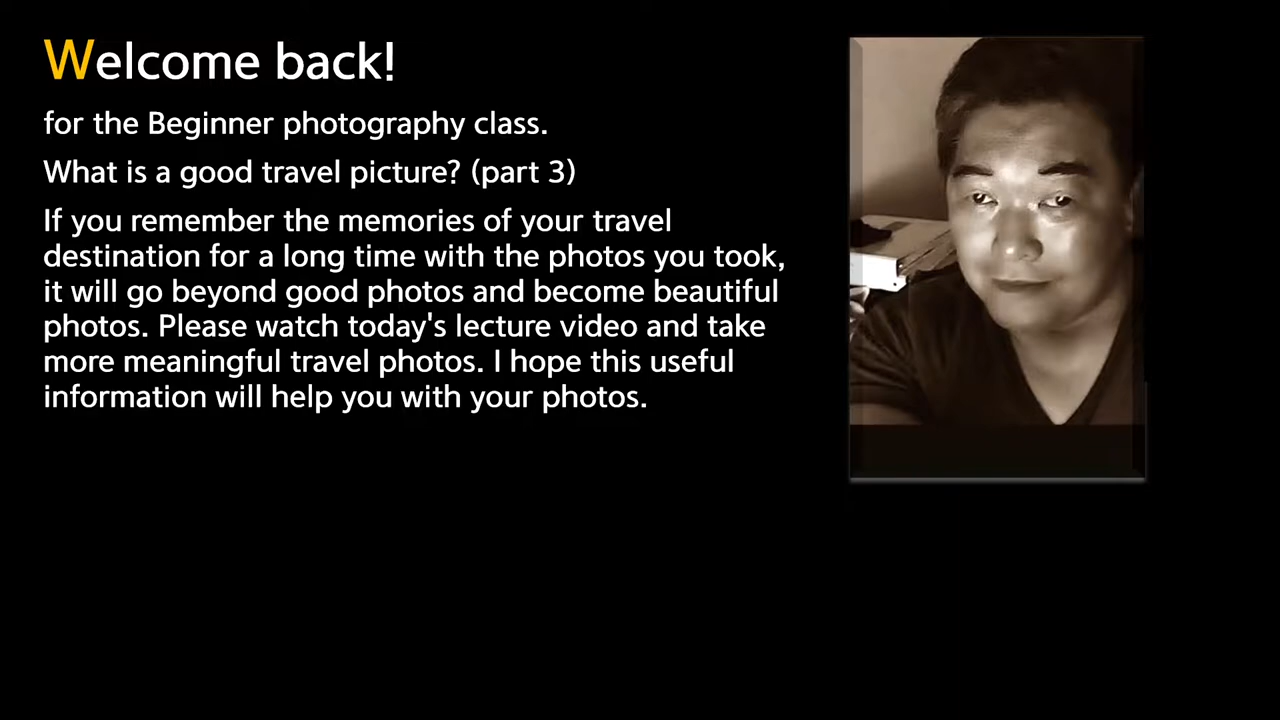 Welcome back!
for the Beginner photography class.
What is a good travel picture? (part 3)
If you remember the memories of your travel
destination for a long time with the photos you took,
it will go beyond good photos and become beautiful
photos. Please watch today's lecture video and take
more meaningful travel photos. I hope this useful
information will help you with your photos.